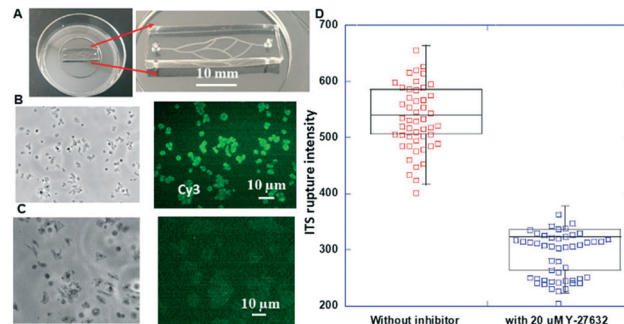 A
10 mm
B
Cy3
10 µm
C
10 µm
D
ITS rupture intensity
600
500
400
300
200
Without inhibitor
with 20 uM Y-27632